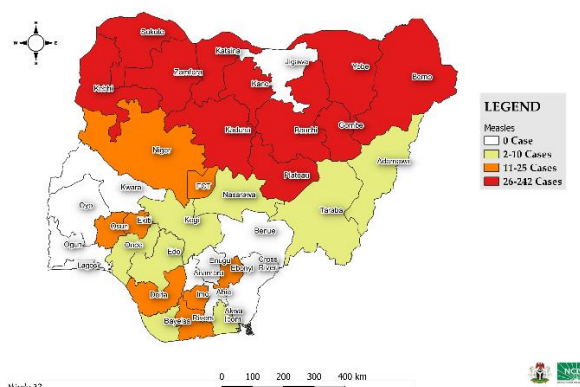 N
W
E
S
Sokoto
Katsina
Jigawa
Zamfara
Yobe
Borno
Kebbi
Kano
Kaduna
Bauchi
Gombe
Niger
Adamawa
Plateau
FCT
Kwara
Nasarawa
Oyo
Taraba
Ekiti
Kogi
Osun
Benue
Ogun
Ondo
Edo
Lagos
Enugu
Cross
River
Anambra
Ebonyi
Delta
Imo
Abia
Akwa
Ibom
Bayelsa
Rivers
LEGEND
Measles
0 Case
2-10 Cases
11-25 Cases
26-242 Cases
0 100 200 300 400 km